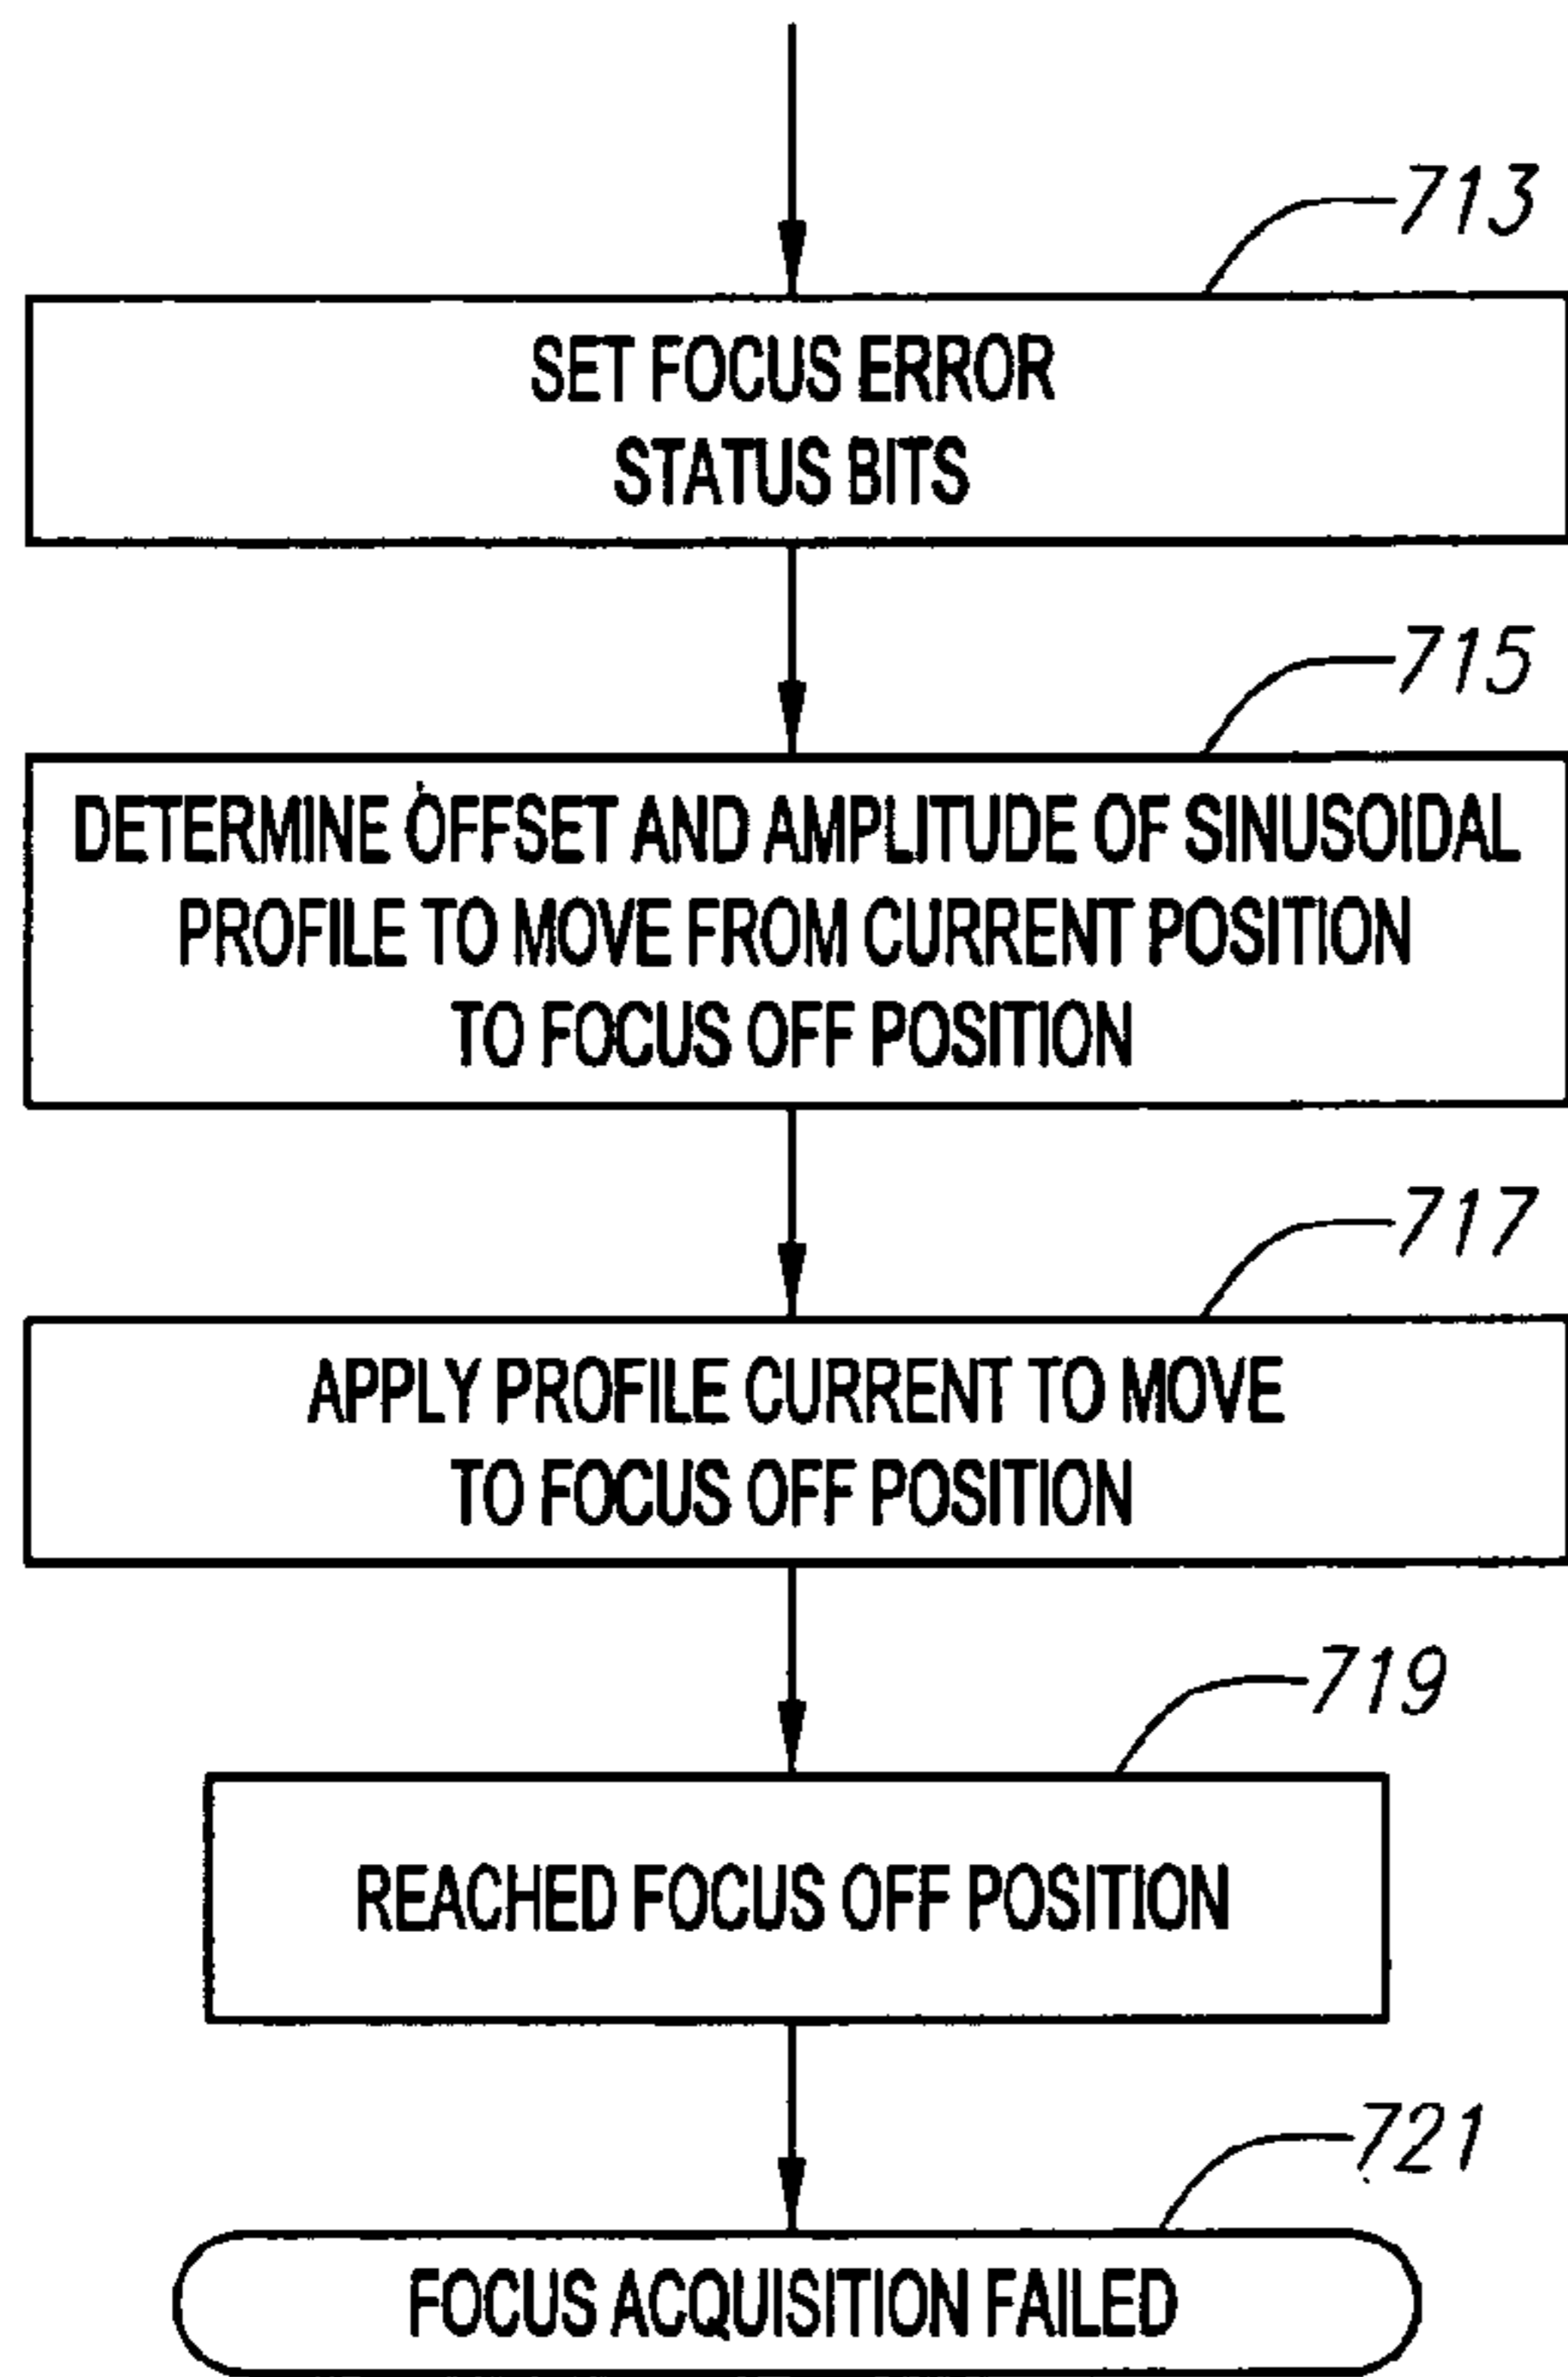 713
SET FOCUS ERROR
STATUS BITS
715
DETERMINE OFFSET AND AMPLITUDE OF SINUSOIDAL
PROFILE TO MOVE FROM CURRENT POSITION
TO FOCUS OFF POSITION
717
APPLY PROFILE CURRENT TO MOVE
TO FOCUS OFF POSITION
719
REACHED FOCUS OFF POSITION
721
FOCUS ACQUISITION FAILED